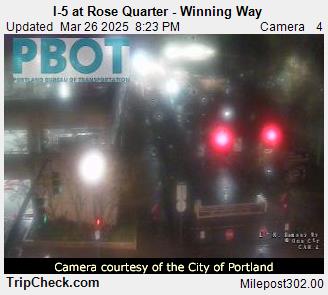 I-5 at Rose Quarter - Winning Way
Updated Mar 26 2025 8:23 PM Camera 4
PBOT
PORTLAND BUREAU OF TRANSPORTATION
Camera courtesy of the City of Portland
TripCheck.com Milepost302.00